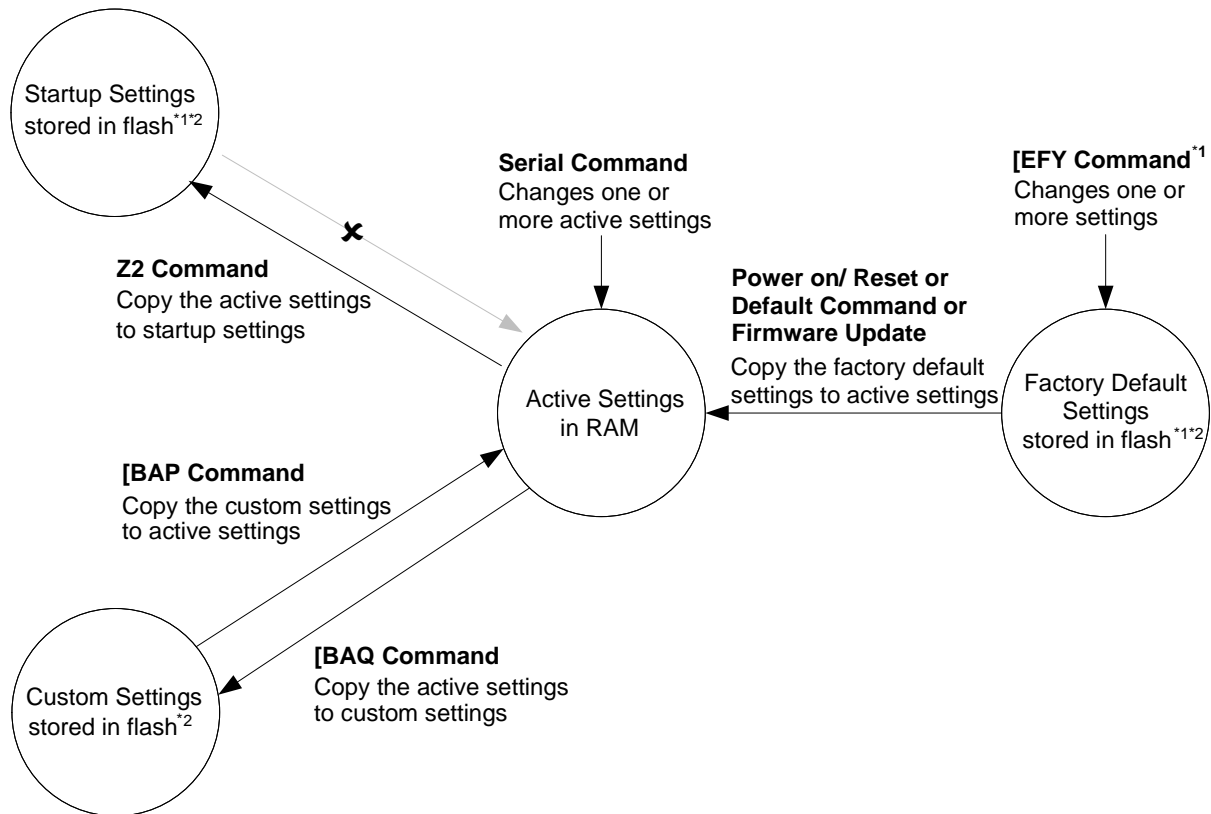 Startup Settings
stored in flash*1*2
Serial Command
Changes one or
more active settings
[EFY Command*1
Changes one or
more settings
Z2 Command
Copy the active settings
to startup settings
Power on/ Reset or
Default Command or
Firmware Update
Copy the factory default
settings to active settings
Active Settings
in RAM
Factory Default
Settings
stored in flash*1*2
[BAP Command
Copy the custom settings
to active settings
[BAQ Command
Copy the active settings
to custom settings
Custom Settings
stored in flash*2